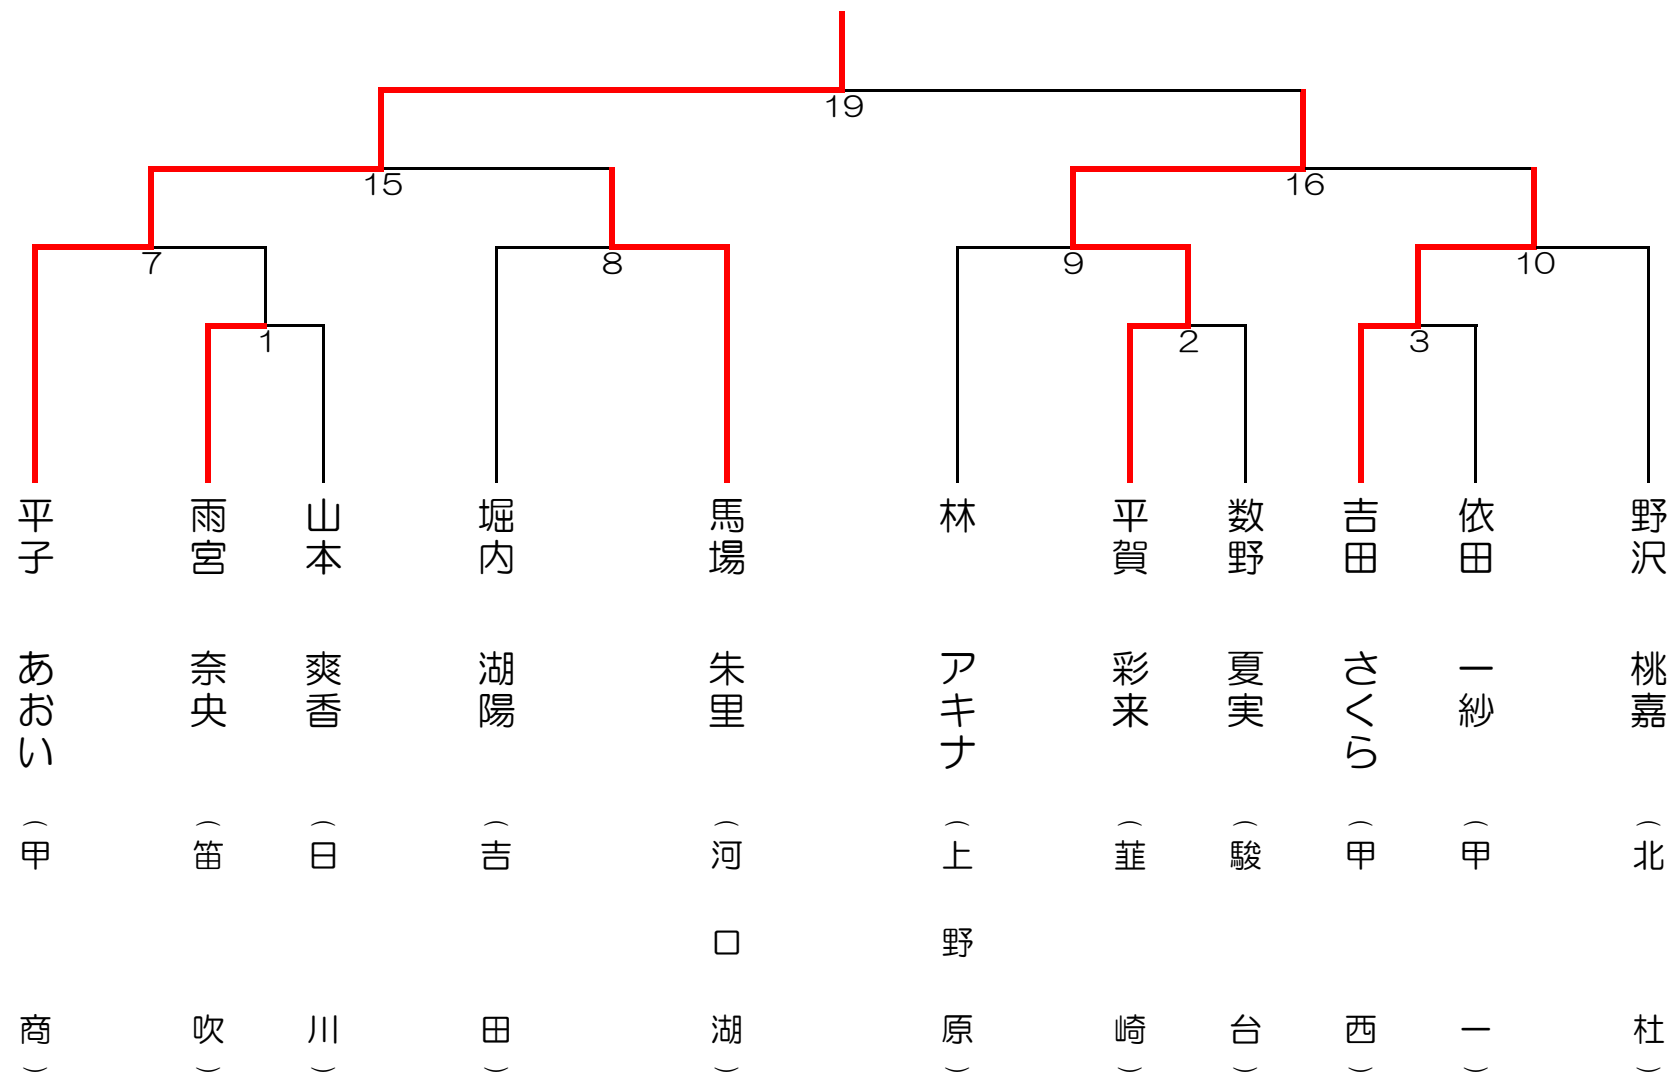 19
15
16
7
8
9
10
1
2
3
平子 あおい （甲商）
雨宮 奈央 （笛吹）
山本 爽香 （日川）
堀内 湖陽 （吉田）
馬場 朱里 （河口湖）
林 アキナ （上野原）
平賀 彩来 （韮崎）
数野 夏実 （駿台）
吉田 さくら （甲西）
依田 一紗 （甲一）
野沢 桃嘉 （北杜）